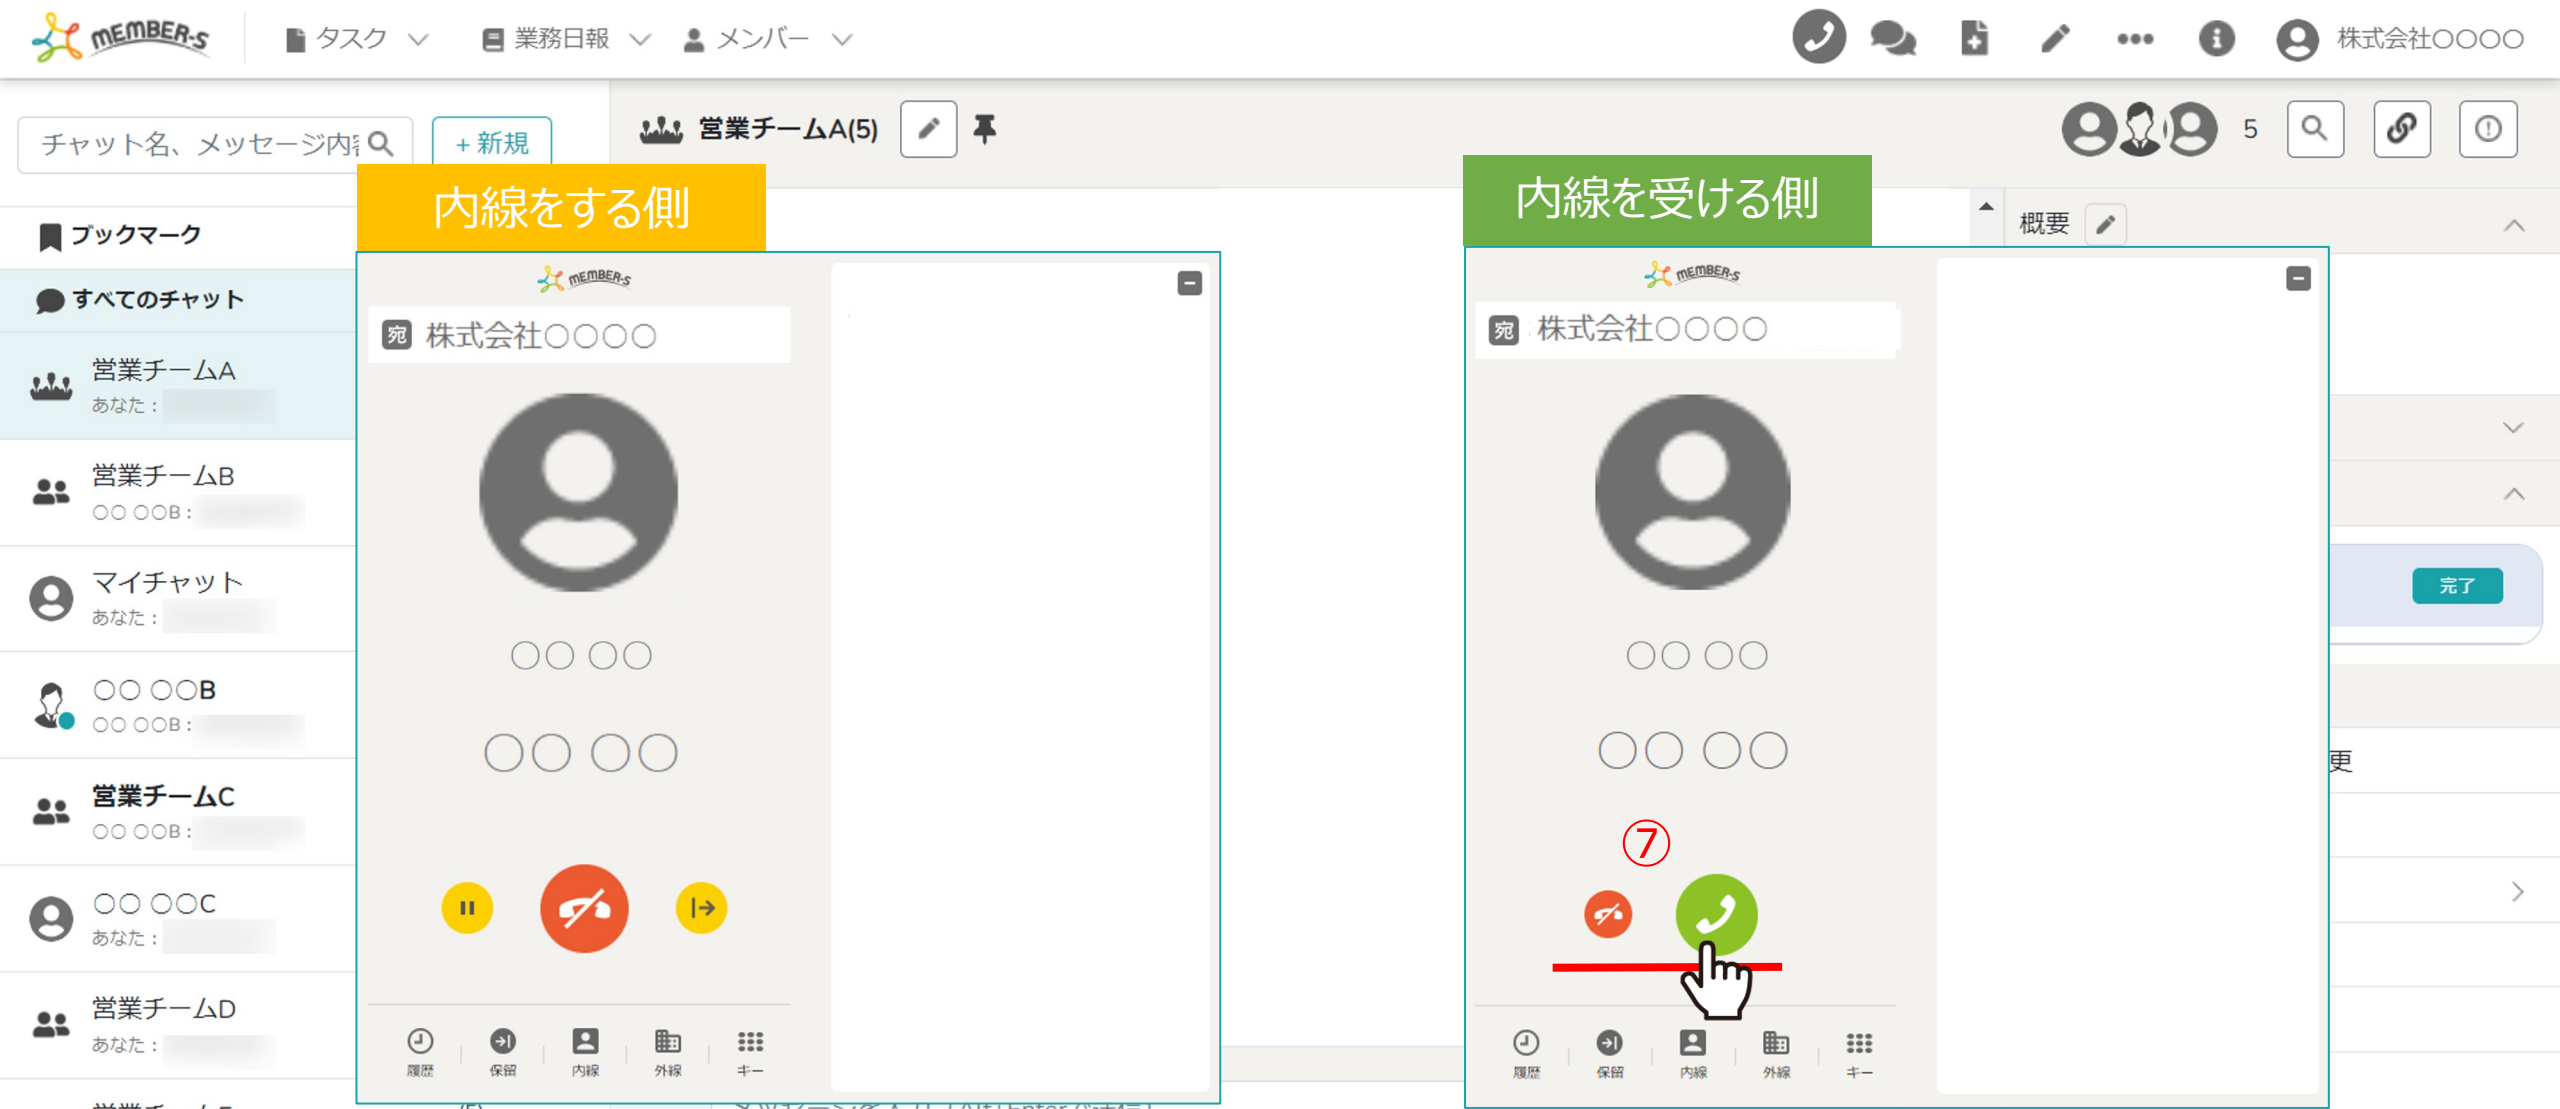 MEMBER-S
タスク
業務日報
メンバー
株式会社〇〇〇〇
チャット名、メッセージ内
+新規
営業チームA(5)
5
内線をする側
内線を受ける側
概要
ブックマーク
すべてのチャット
営業チームA
あなた：
営業チームB
〇〇 〇〇B：
マイチャット
あなた：
〇〇 〇〇B
〇〇 〇〇B：
営業チームC
〇〇 〇〇B：
〇〇 〇〇C
あなた：
営業チームD
あなた：
MEMBER-S
宛 株式会社〇〇〇〇
〇〇 〇〇
〇〇 〇〇
履歴
保留
内線
外線
キー
MEMBER-S
宛 株式会社〇〇〇〇
〇〇 〇〇
〇〇 〇〇
⑦
履歴
保留
内線
外線
キー
完了
更